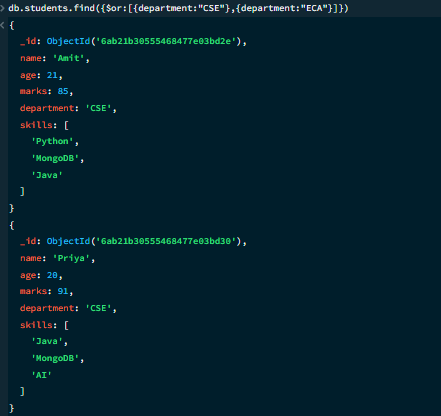 db.students.find({$or:[{department:"CSE"},{department:"ECA"}]})
{
_id: ObjectId('6ab21b30555468477e03bd2e'),
name: 'Amit',
age: 21,
marks: 85,
department: 'CSE',
skills: [
'Python',
'MongoDB',
'Java'
]
}
{
_id: ObjectId('6ab21b30555468477e03bd30'),
name: 'Priya',
age: 20,
marks: 91,
department: 'CSE',
skills: [
'Java',
'MongoDB',
'AI'
]
}